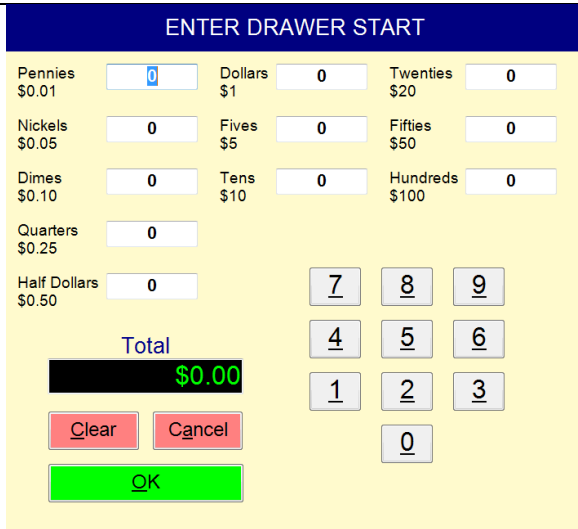 ENTER DRAWER START
Pennies 0 Dollars 0 Twenties 0
$0.01 $1 $20
Nickels 0 Fives 0 Fifties 0
$0.05 $5 $50
Dimes 0 Tens 0 Hundreds 0
$0.10 $10 $100
Quarters 0
$0.25
Half Dollars 0
$0.50
7 8 9
Total
4 5 6
$0.00
1 2 3
Clear Cancel
0
OK